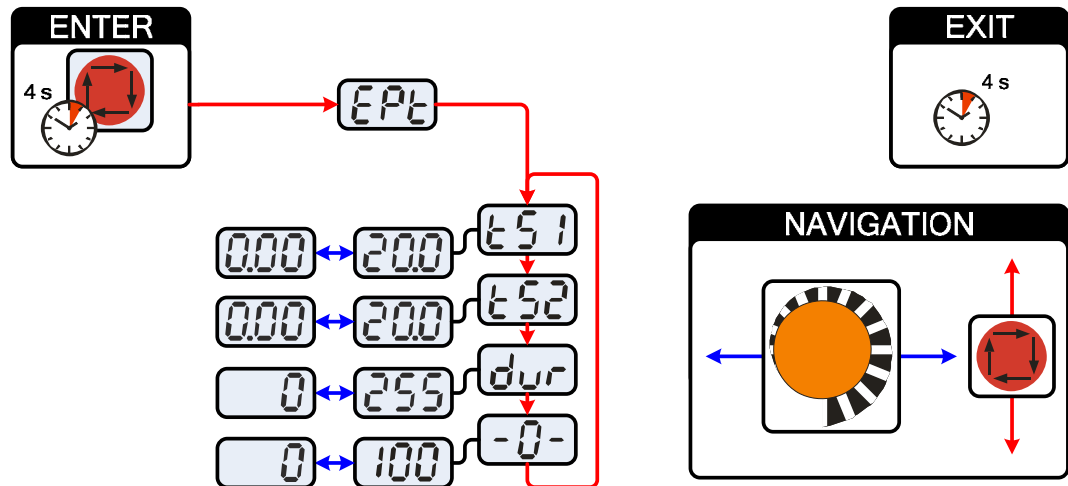 ENTER
EXIT
4 s
4 s
EPt
tS1
0.00
20.0
NAVIGATION
tS2
0.00
20.0
dur
0
255
-0-
0
100